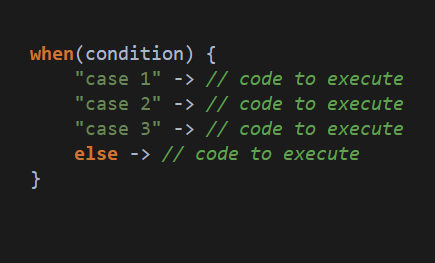 when(condition) {
    "case 1" -> // code to execute
    "case 2" -> // code to execute
    "case 3" -> // code to execute
    else -> // code to execute
}